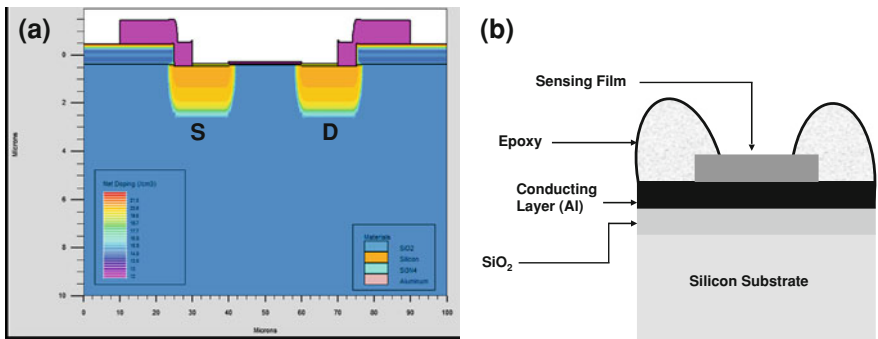 (a)
0
2
4
6
8
10
Microns
S
D
Net Doping (/cm3)
Materials
SiO2
Silicon
Si3N4
Aluminum
0 10 20 30 40 50 60 70 80 90 100
Microns
(b)
Sensing Film
Epoxy
Conducting
Layer (Al)
SiO2
Silicon Substrate